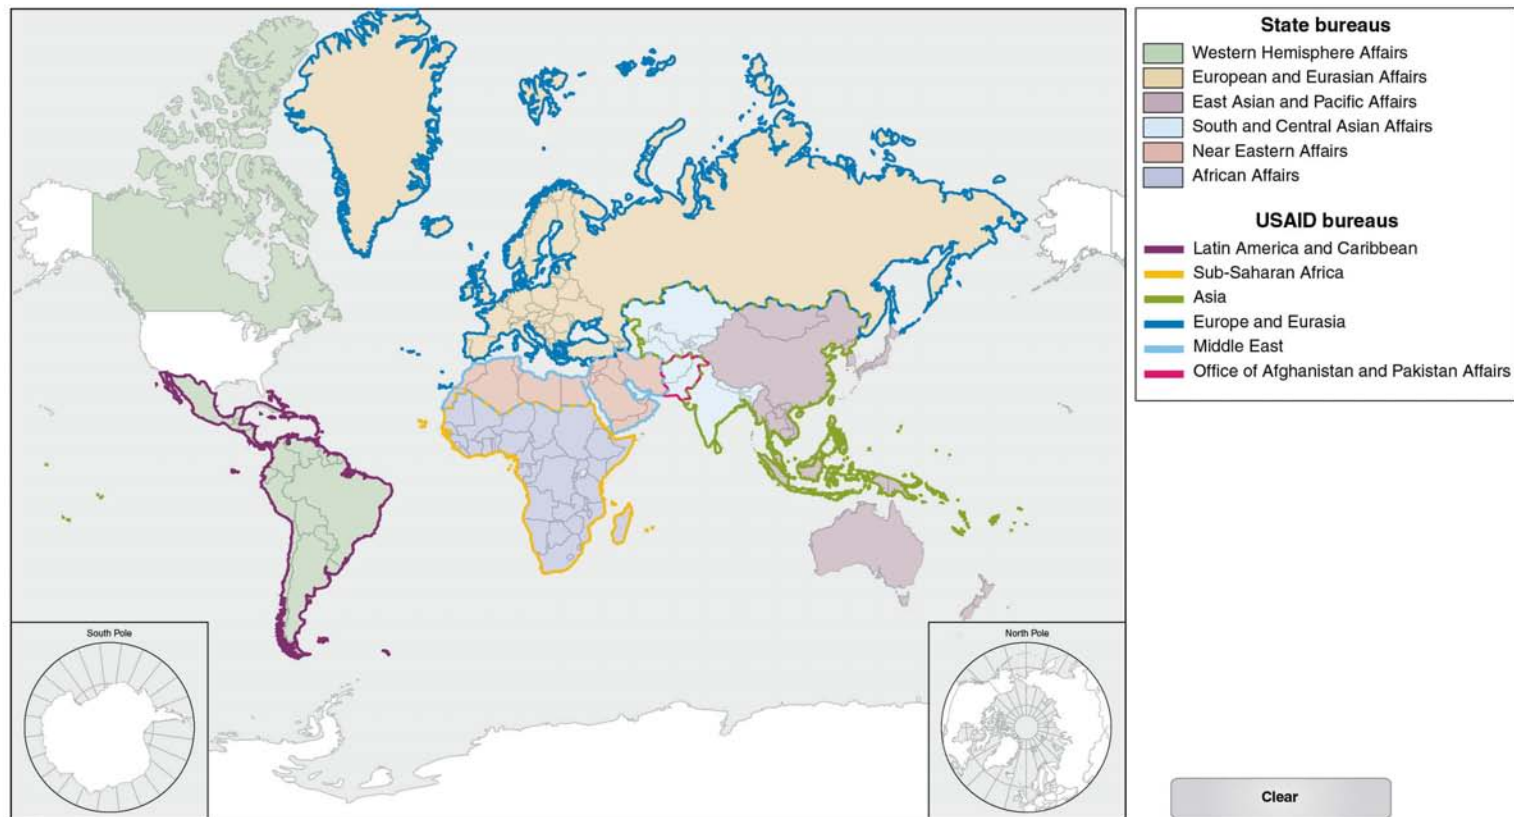 State bureaus
Western Hemisphere Affairs
European and Eurasian Affairs
East Asian and Pacific Affairs
South and Central Asian Affairs
Near Eastern Affairs
African Affairs
USAID bureaus
Latin America and Caribbean
Sub-Saharan Africa
Asia
Europe and Eurasia
Middle East
Office of Afghanistan and Pakistan Affairs
South Pole
North Pole
Clear